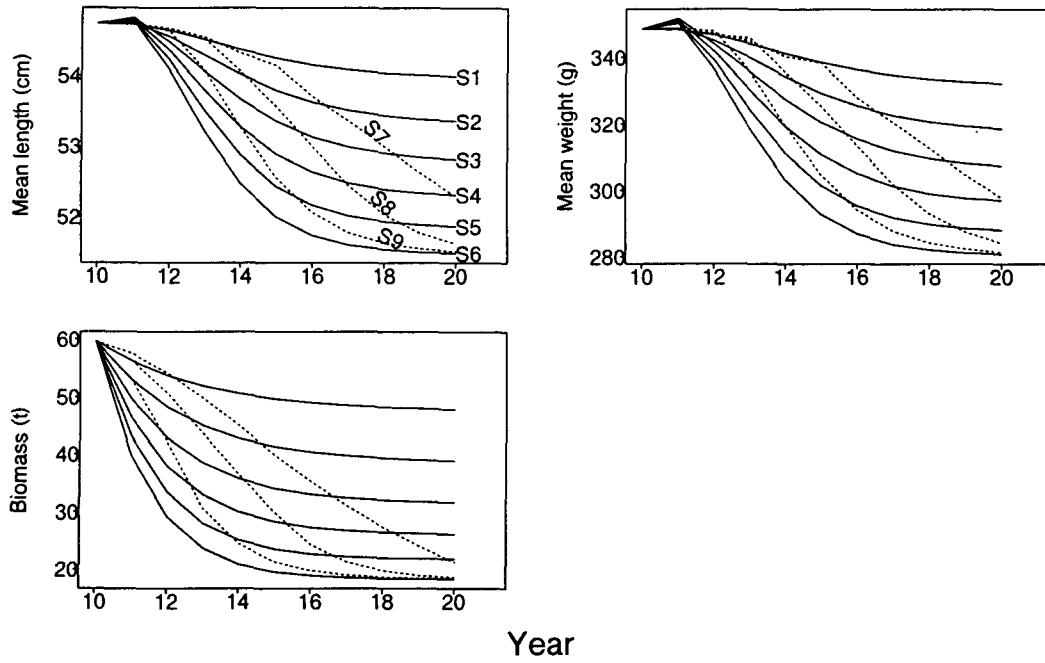 Mean length (cm)
54
53
52
10 12 14 16 18 20
S1
S2
S3
S4
S5
S6
S7
S8
S9
Mean weight (g)
340
320
300
280
10 12 14 16 18 20
Biomass (t)
60
50
40
30
20
10 12 14 16 18 20
Year